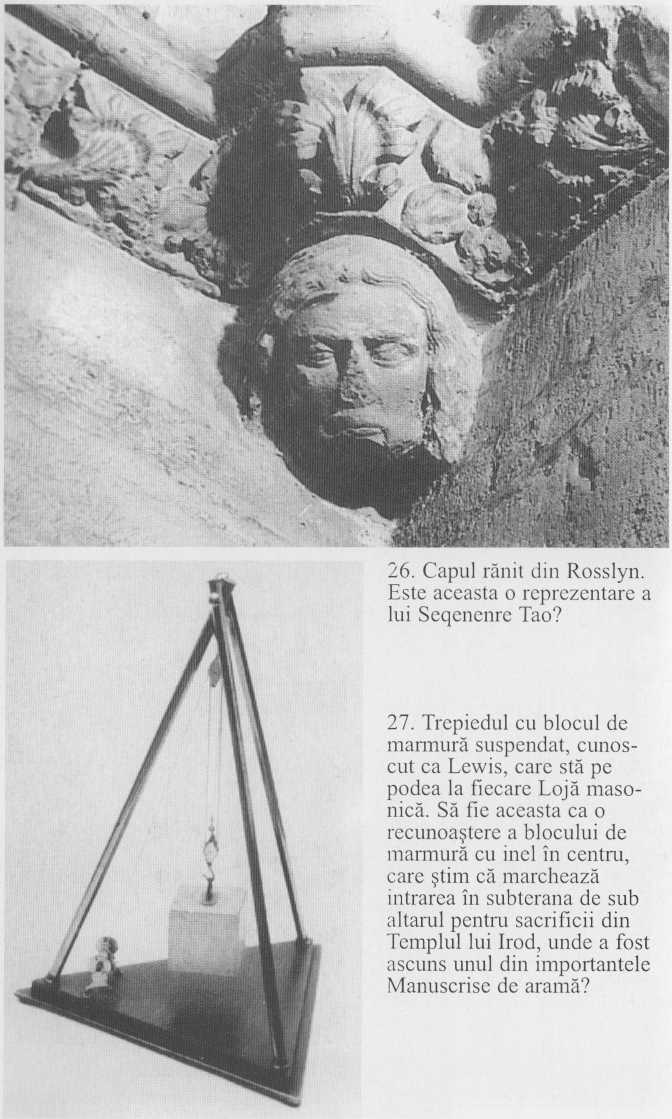 26. Capul rănit din Rosslyn.
Este aceasta o reprezentare a
lui Seqenenre Tao?
27. Trepiedul cu blocul de
marmură suspendat, cunos-
cut ca Lewis, care stă pe
podea la fiecare Lojă maso-
nică. Să fie aceasta ca o
recunoaştere a blocului de
marmură cu inel în centru,
care ştim că marchează
intrarea în subterana de sub
altarul pentru sacrificii din
Templul lui Irod, unde a fost
ascuns unul din importantele
Manuscrise de aramă?